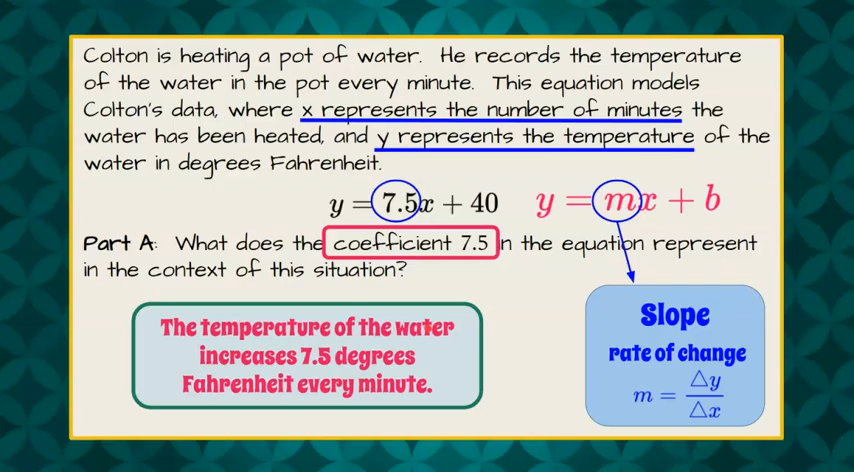 Colton is heating a pot of water. He records the temperature
of the water in the pot every minute. This equation models
Colton's data, where x represents the number of minutes the
water has been heated, and y represents the temperature of the
water in degrees Fahrenheit.
y = 7.5x + 40
y = mx + b
Part A: What does the coefficient 7.5 in the equation represent
in the context of this situation?
The temperature of the water
increases 7.5 degrees
Fahrenheit every minute.
Slope
rate of change
m = △y/△x